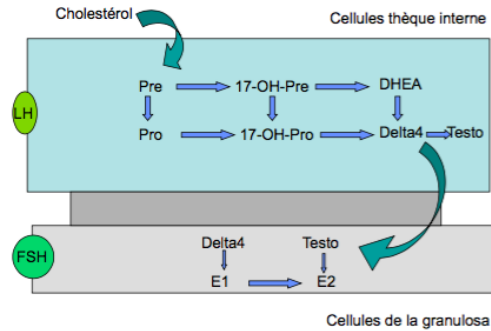 Cholestérol
Cellules thèque interne
Pre 17-OH-Pre DHEA
LH
Pro 17-OH-Pro Delta4 Testo
Delta4 Testo
FSH
E1 E2
Cellules de la granulosa